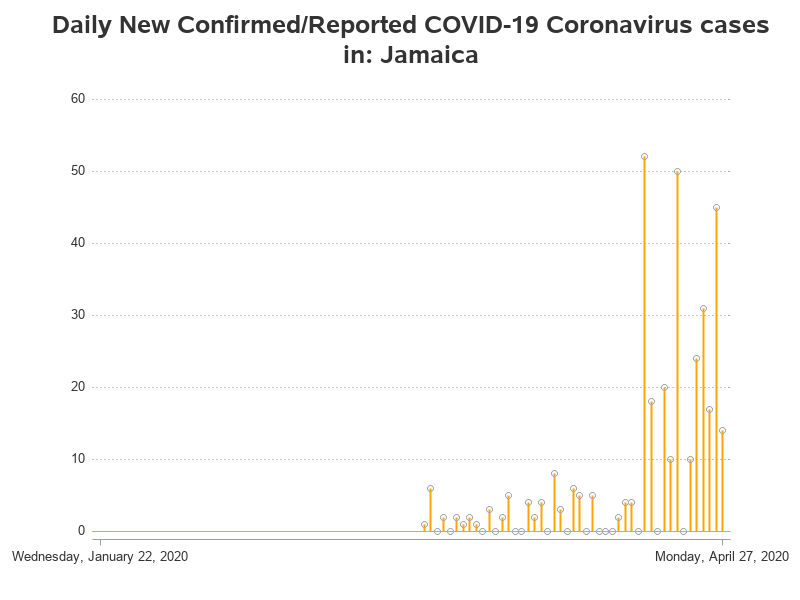 Daily New Confirmed/Reported COVID-19 Coronavirus cases
in: Jamaica
60
50
40
30
20
10
0
Wednesday, January 22, 2020
Monday, April 27, 2020